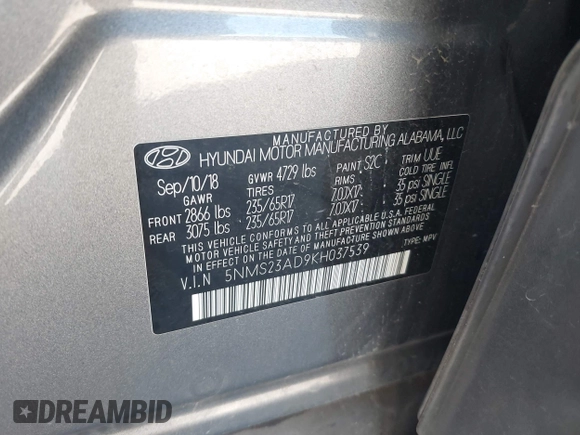 MANUFACTURED BY
HYUNDAI MOTOR MANUFACTURING ALABAMA, LLC
Sep/10/18 GVWR 4729 lbs PAINT S2C TRIM UUE
GAWR TIRES RIMS COLD TIRE INFL.
FRONT 2866 lbs 235/65R17 7.0JX17 35 psi SINGLE
REAR 3075 lbs 235/65R17 7.0JX17 35 psi SINGLE
THIS VEHICLE CONFORMS TO ALL APPLICABLE U.S.A. FEDERAL
MOTOR VEHICLE SAFETY, BUMPER, AND THEFT PREVENTION STANDARDS
IN EFFECT ON THE DATE OF MANUFACTURE SHOWN ABOVE.
V.I.N 5NMS23AD9KH037539 TYPE: MPV
DREAMBID